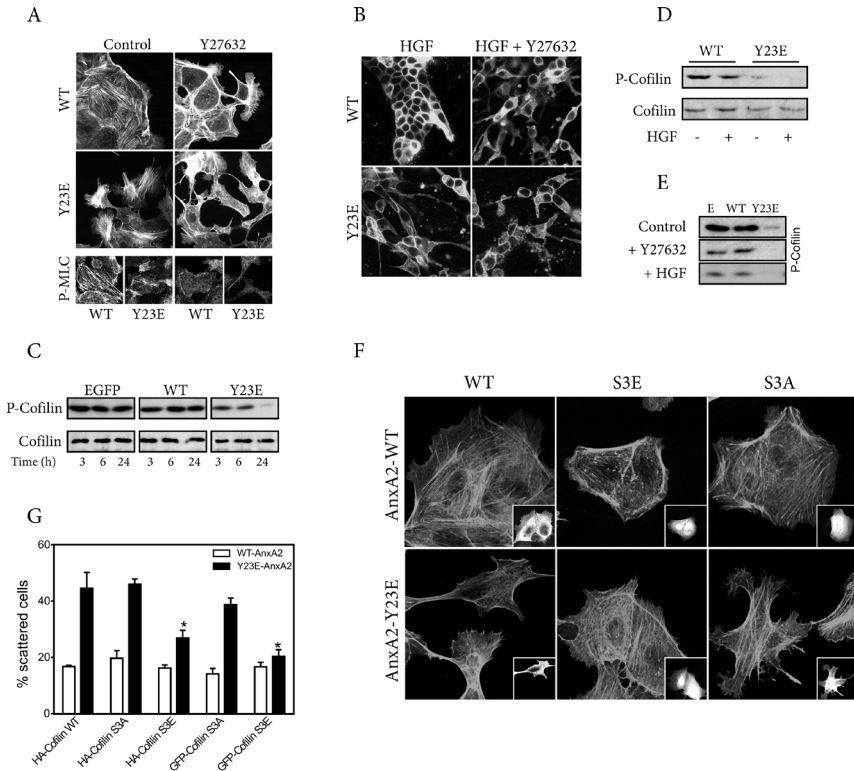 A
Control
Y27632
WT
Y23E
P-MLC
WT
Y23E
WT
Y23E
B
HGF
HGF + Y27632
WT
Y23E
C
EGFP
WT
Y23E
P-Cofilin
Cofilin
Time (h)
3
6
24
3
6
24
3
6
24
D
WT
Y23E
P-Cofilin
Cofilin
HGF
-
+
-
+
E
E
WT
Y23E
Control
+ Y27632
+ HGF
P-Cofilin
F
WT
S3E
S3A
AnxA2-WT
AnxA2-Y23E
G
60
40
20
0
% scattered cells
WT-AnxA2
Y23E-AnxA2
*
*
HA-Cofilin WT
HA-Cofilin S3A
HA-Cofilin S3E
GFP-Cofilin S3A
GFP-Cofilin S3E